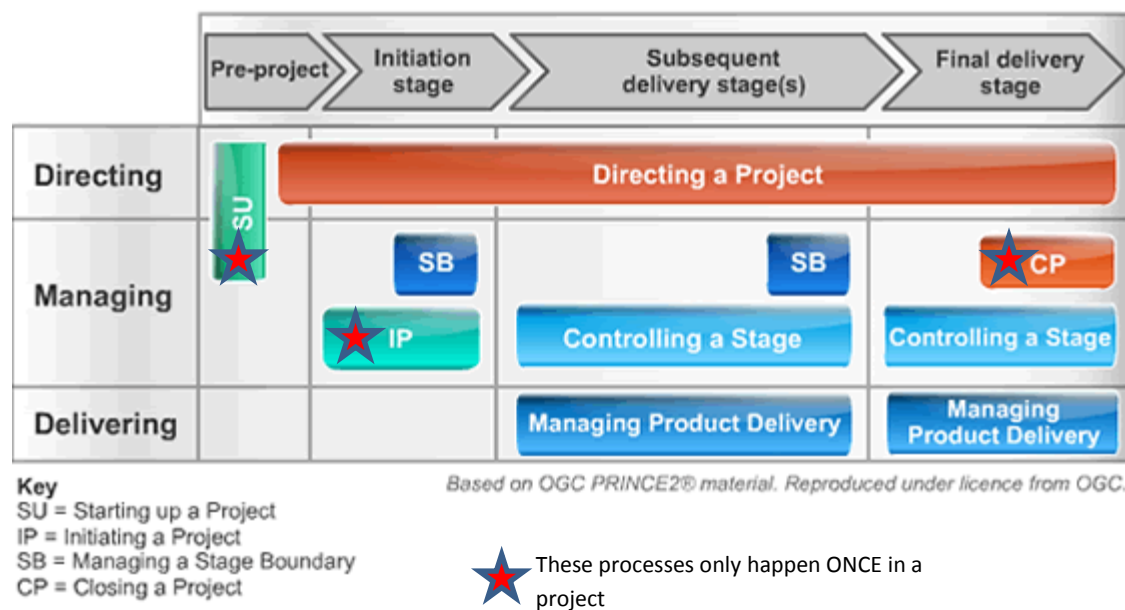 Pre-project
Initiation
stage
Subsequent
delivery stage(s)
Final delivery
stage
Directing
SU
Directing a Project
Managing
SB
SB
CP
IP
Controlling a Stage
Controlling a Stage
Delivering
Managing Product Delivery
Managing
Product Delivery
Based on OGC PRINCE2® material. Reproduced under licence from OGC.
Key
SU = Starting up a Project
IP = Initiating a Project
SB = Managing a Stage Boundary
CP = Closing a Project
These processes only happen ONCE in a
project